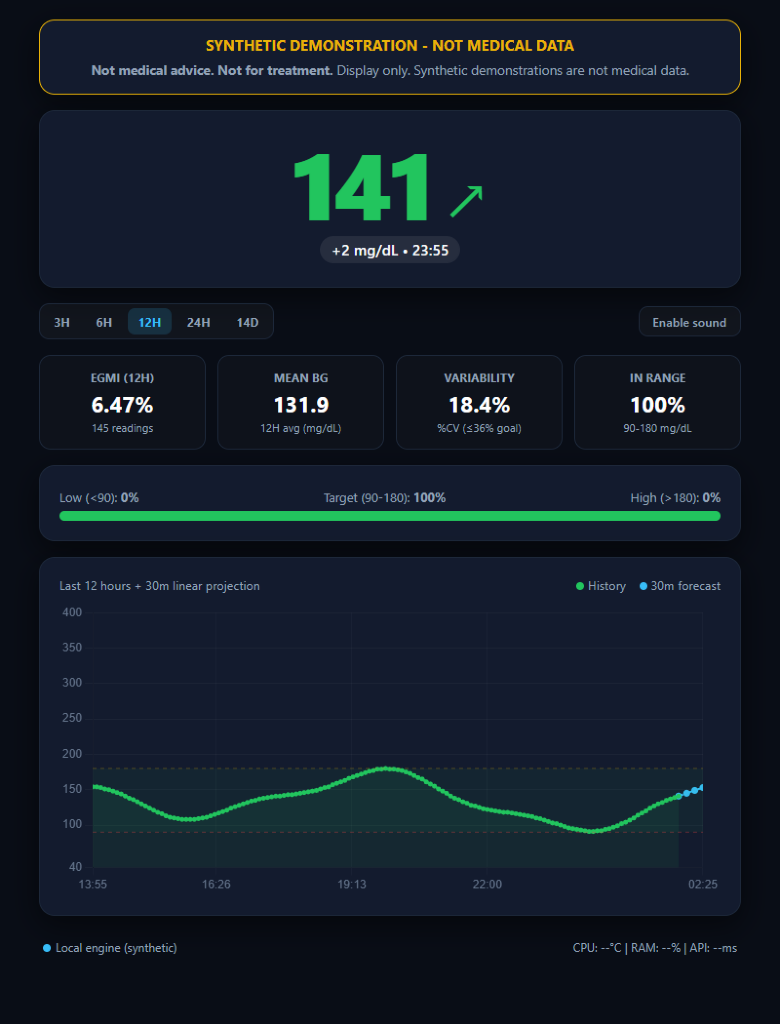 SYNTHETIC DEMONSTRATION - NOT MEDICAL DATA
Not medical advice. Not for treatment. Display only. Synthetic demonstrations are not medical data.
141 ↗
+2 mg/dL • 23:55
3H 6H 12H 24H 14D Enable sound
EGMI (12H) MEAN BG VARIABILITY IN RANGE
6.47% 131.9 18.4% 100%
145 readings 12H avg (mg/dL) %CV (≤36% goal) 90-180 mg/dL
Low (<90): 0% Target (90-180): 100% High (>180): 0%
Last 12 hours + 30m linear projection History 30m forecast
400
350
300
250
200
150
100
40
13:55 16:26 19:13 22:00 02:25
Local engine (synthetic) CPU: --°C | RAM: --% | API: --ms